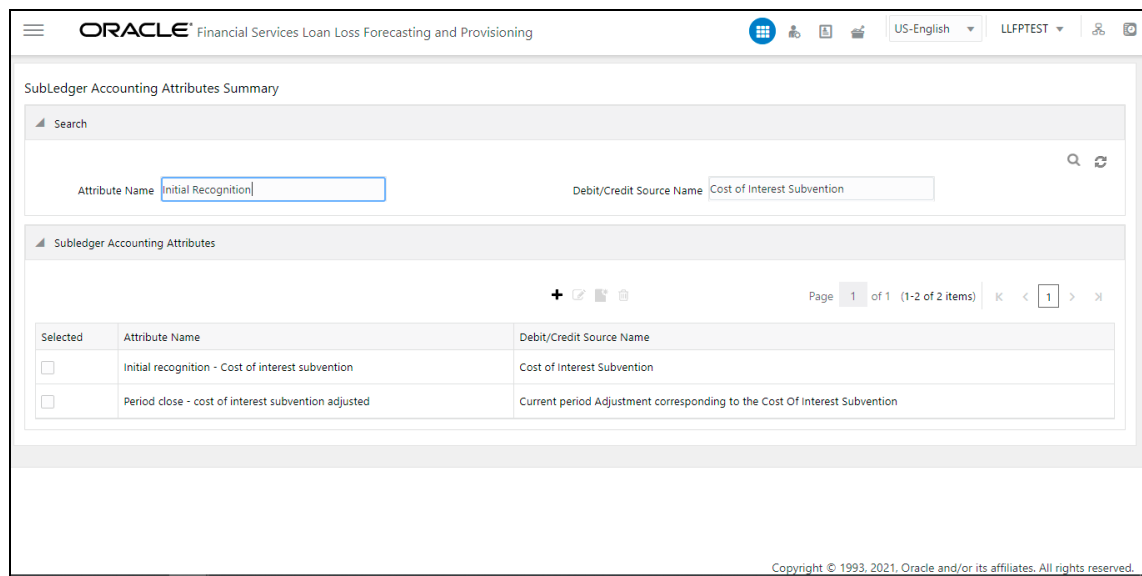 ORACLE® Financial Services Loan Loss Forecasting and Provisioning US-English LLFPTEST
SubLedger Accounting Attributes Summary
Search
Attribute Name Initial Recognition Debit/Credit Source Name Cost of Interest Subvention
Subledger Accounting Attributes
Page 1 of 1 (1-2 of 2 items) 1
Selected Attribute Name Debit/Credit Source Name
Initial recognition - Cost of interest subvention Cost of Interest Subvention
Period close - cost of interest subvention adjusted Current period Adjustment corresponding to the Cost Of Interest Subvention
Copyright © 1993, 2021, Oracle and/or its affiliates. All rights reserved.